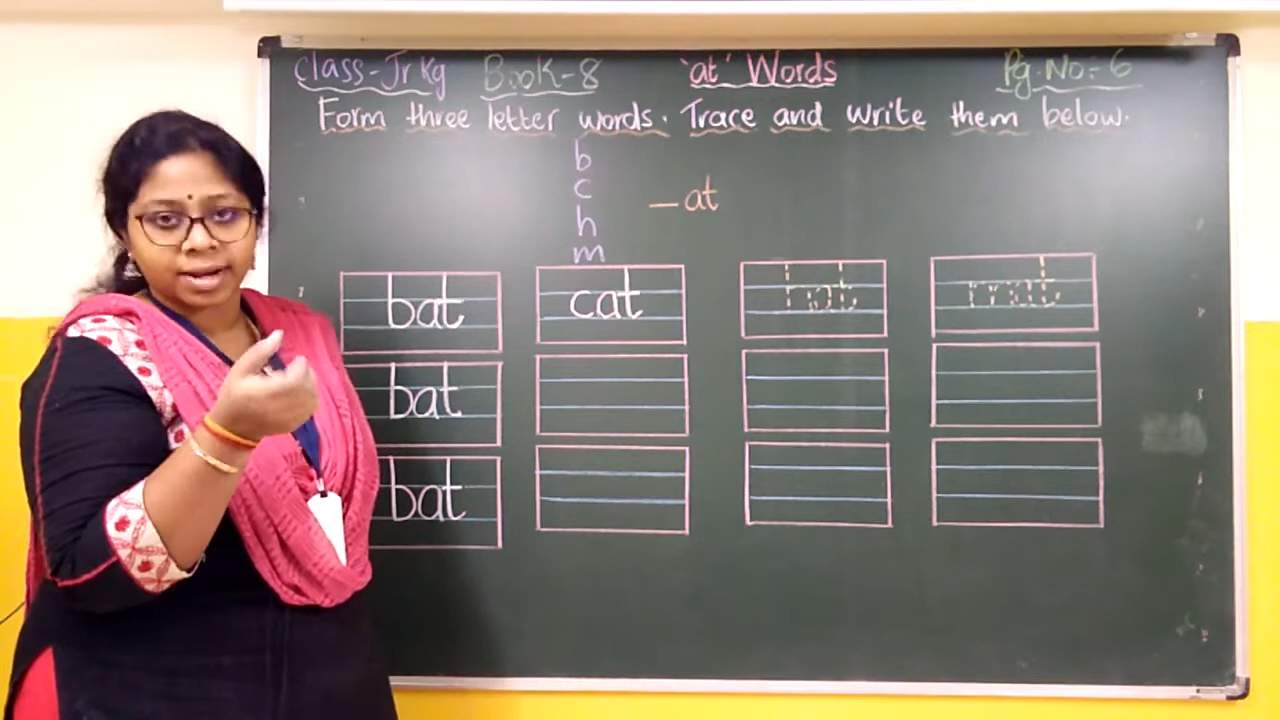 Class-Jr Kg Book-8 'at' Words Pg.No:- 6
Form three letter words. Trace and write them below.
b
c
h
m
_ at
bat cat hat mat
bat
bat